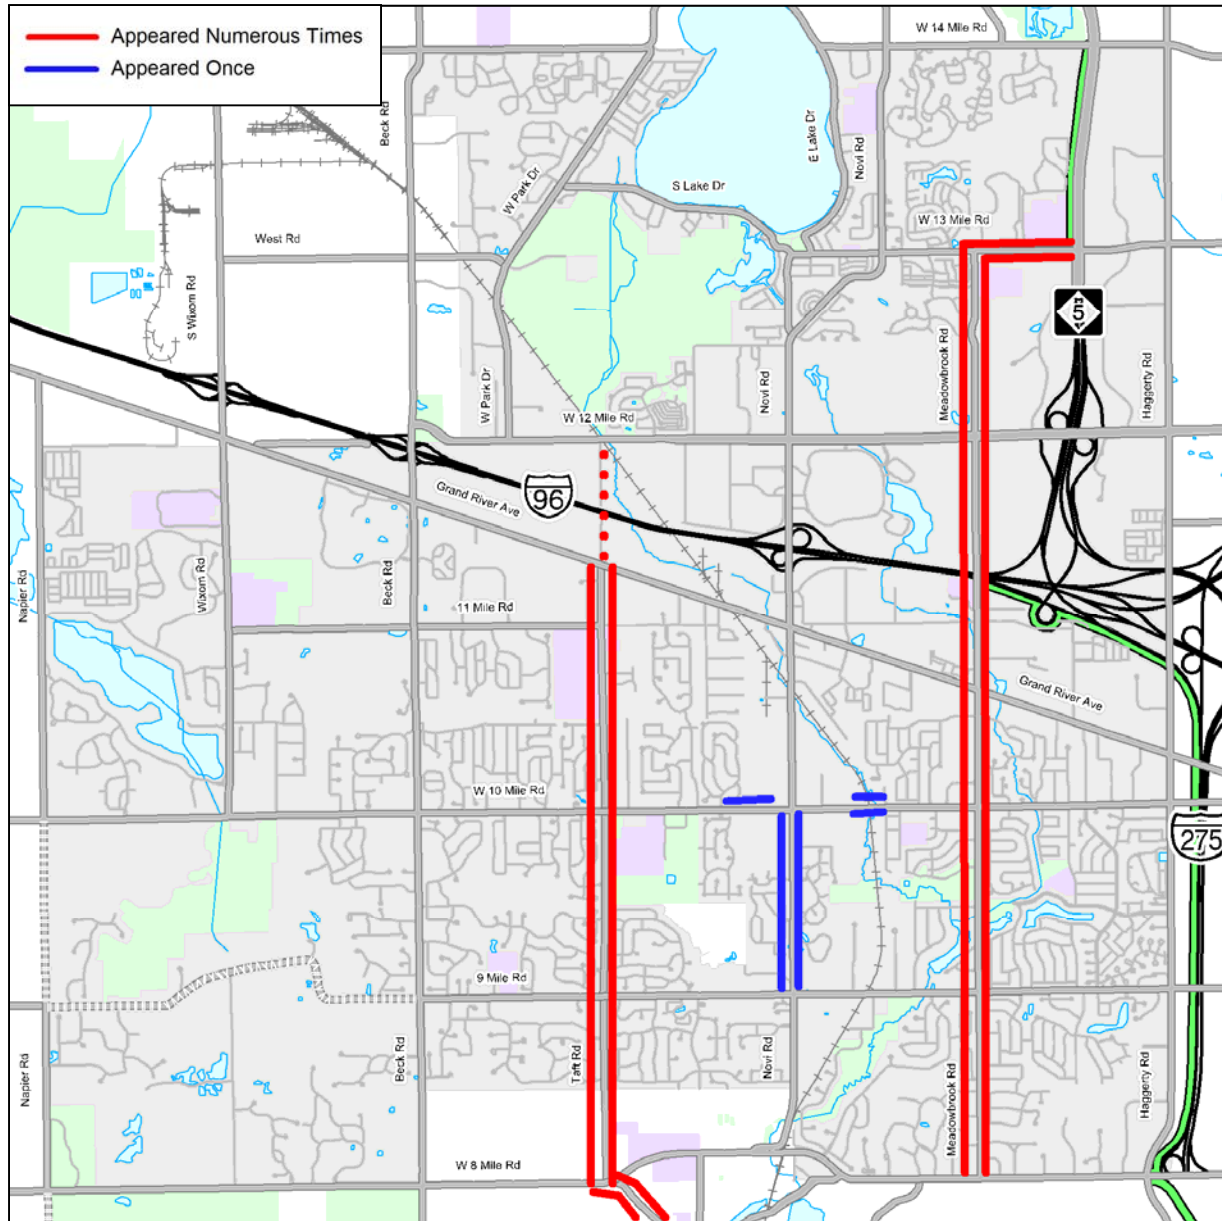 Appeared Numerous Times
Appeared Once
W 14 Mile Rd
Beck Rd
E Lake Dr
Novi Rd
W Park Dr
S Lake Dr
W 13 Mile Rd
West Rd
S Wixom Rd
5
Meadowbrook Rd
Haggerty Rd
W Park Dr
Novi Rd
W 12 Mile Rd
96
Grand River Ave
Napier Rd
Wixom Rd
Beck Rd
11 Mile Rd
Grand River Ave
W 10 Mile Rd
275
9 Mile Rd
Napier Rd
Beck Rd
Taft Rd
Novi Rd
Meadowbrook Rd
Haggerty Rd
W 8 Mile Rd